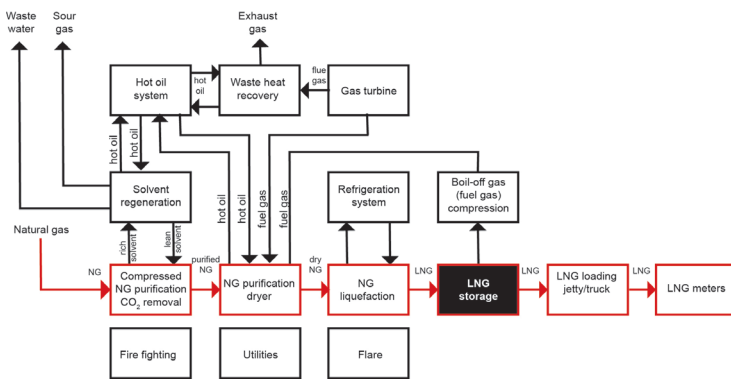 Waste
water
Sour
gas
Exhaust
gas
Hot oil
system
hot
oil
Waste heat
recovery
flue
gas
Gas turbine
hot oil
hot oil
Solvent
regeneration
hot oil
hot oil
fuel gas
fuel gas
Refrigeration
system
Boil-off gas
(fuel gas)
compression
Natural gas
rich
solvent
lean
solvent
NG
Compressed
NG purification
CO2 removal
purified
NG
NG purification
dryer
dry
NG
NG
liquefaction
LNG
LNG
storage
LNG
LNG loading
jetty/truck
LNG
LNG meters
Fire fighting
Utilities
Flare